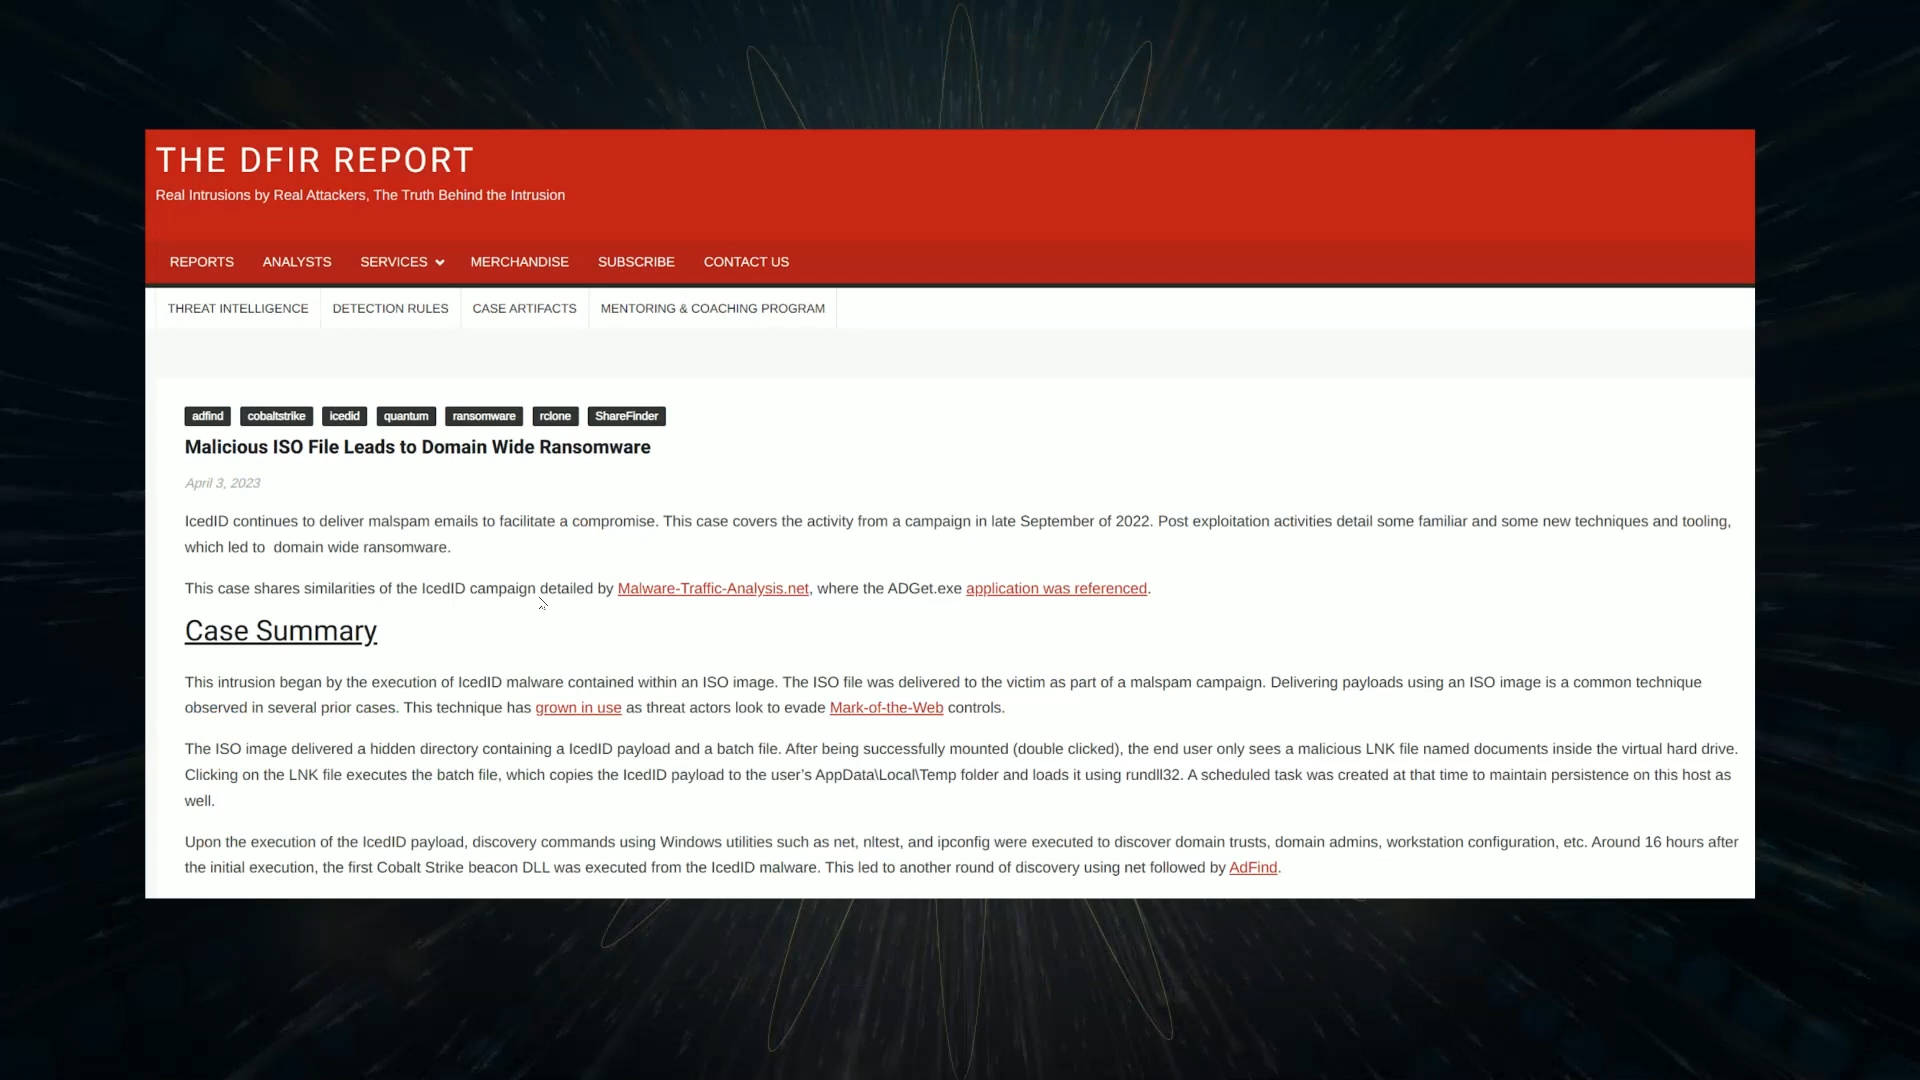 THE DFIR REPORT
Real Intrusions by Real Attackers, The Truth Behind the Intrusion
REPORTS ANALYSTS SERVICES MERCHANDISE SUBSCRIBE CONTACT US
THREAT INTELLIGENCE DETECTION RULES CASE ARTIFACTS MENTORING & COACHING PROGRAM
adfind cobaltstrike icedid quantum ransomware rclone ShareFinder
Malicious ISO File Leads to Domain Wide Ransomware
April 3, 2023
IcedID continues to deliver malspam emails to facilitate a compromise. This case covers the activity from a campaign in late September of 2022. Post exploitation activities detail some familiar and some new techniques and tooling,
which led to domain wide ransomware.
This case shares similarities of the IcedID campaign detailed by Malware-Traffic-Analysis.net, where the ADGet.exe application was referenced.
Case Summary
This intrusion began by the execution of IcedID malware contained within an ISO image. The ISO file was delivered to the victim as part of a malspam campaign. Delivering payloads using an ISO image is a common technique
observed in several prior cases. This technique has grown in use as threat actors look to evade Mark-of-the-Web controls.
The ISO image delivered a hidden directory containing a IcedID payload and a batch file. After being successfully mounted (double clicked), the end user only sees a malicious LNK file named documents inside the virtual hard drive.
Clicking on the LNK file executes the batch file, which copies the IcedID payload to the user's AppData\Local\Temp folder and loads it using rundll32. A scheduled task was created at that time to maintain persistence on this host as
well.
Upon the execution of the IcedID payload, discovery commands using Windows utilities such as net, nltest, and ipconfig were executed to discover domain trusts, domain admins, workstation configuration, etc. Around 16 hours after
the initial execution, the first Cobalt Strike beacon DLL was executed from the IcedID malware. This led to another round of discovery using net followed by AdFind.